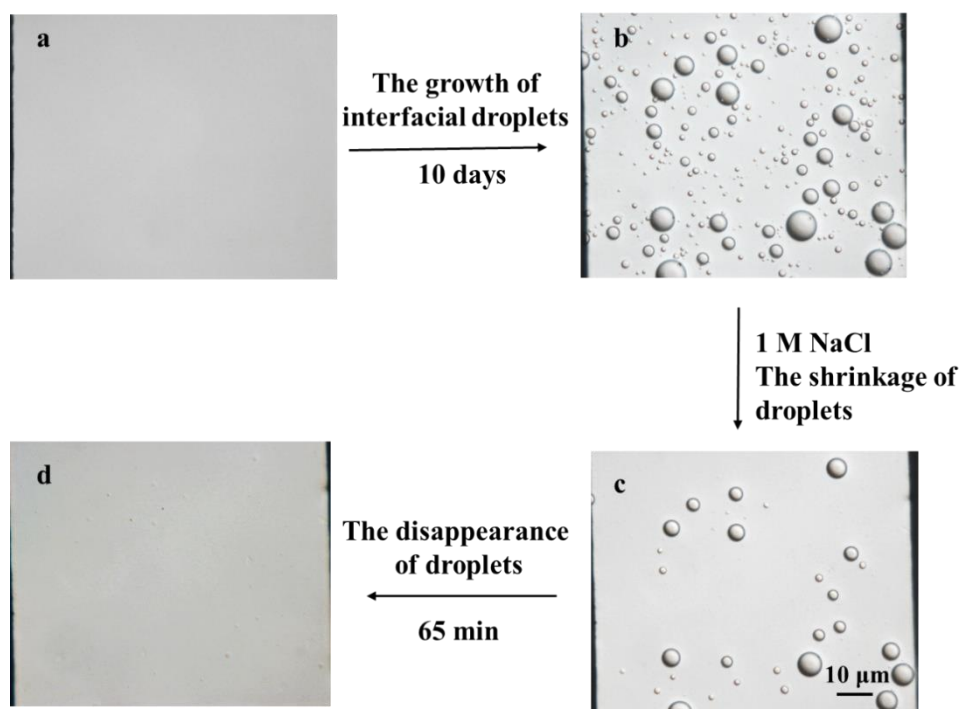 a
The growth of
interfacial droplets
10 days
b
1 M NaCl
The shrinkage of
droplets
c
10 μm
The disappearance
of droplets
65 min
d